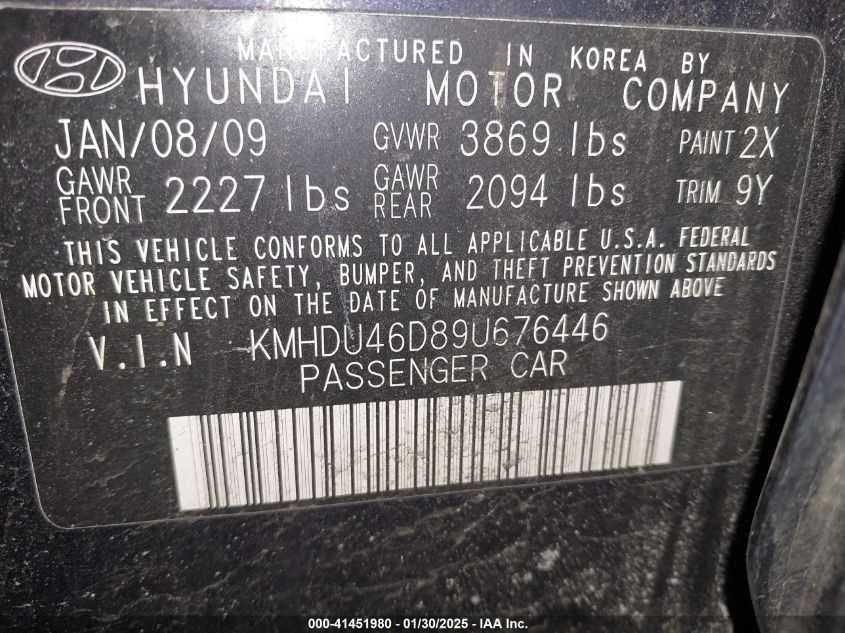 MANUFACTURED IN KOREA BY
HYUNDAI MOTOR COMPANY
JAN/08/09 GVWR 3869 lbs PAINT 2X
GAWR FRONT 2227 lbs GAWR REAR 2094 lbs TRIM 9Y
THIS VEHICLE CONFORMS TO ALL APPLICABLE U.S.A. FEDERAL
MOTOR VEHICLE SAFETY, BUMPER, AND THEFT PREVENTION STANDARDS
IN EFFECT ON THE DATE OF MANUFACTURE SHOWN ABOVE
V.I.N KMHDU46D89U676446
PASSENGER CAR
000-41451980 - 01/30/2025 - IAA Inc.